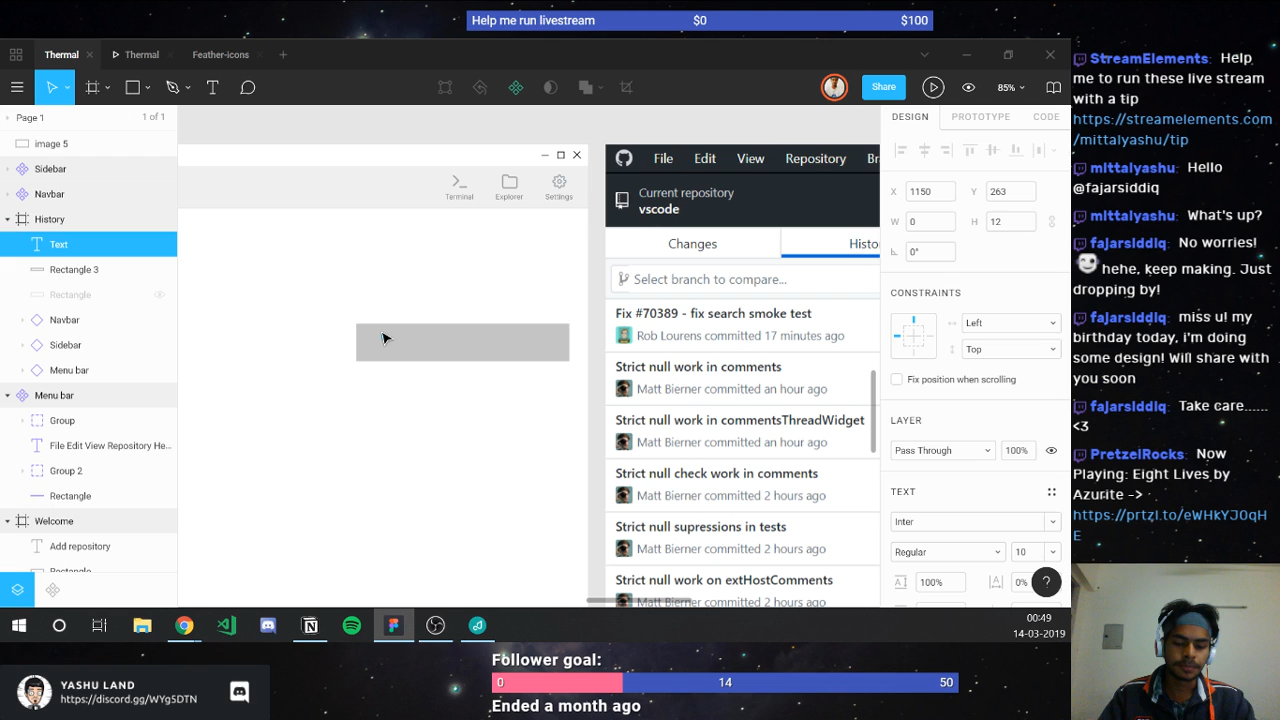 Help me run livestream $0 $100
Thermal
Thermal
Feather-icons
Share
85%
Page 1
1 of 1
image 5
Sidebar
Navbar
History
Text
Rectangle 3
Rectangle
Navbar
Sidebar
Menu bar
Menu bar
Group
File Edit View Repository He...
Group 2
Rectangle
Welcome
Add repository
Terminal
Explorer
Settings
File Edit View Repository
Current repository
vscode
Changes
Select branch to compare...
Fix #70389 - fix search smoke test
Rob Lourens committed 17 minutes ago
Strict null work in comments
Matt Bierner committed an hour ago
Strict null work in commentsThreadWidget
Matt Bierner committed an hour ago
Strict null check work in comments
Matt Bierner committed 2 hours ago
Strict null supressions in tests
Matt Bierner committed 2 hours ago
Strict null work on extHostComments
Matt Bierner committed 2 hours ago
DESIGN PROTOTYPE CODE
X 1150 Y 263
W 0 H 12
0°
CONSTRAINTS
Left
Top
Fix position when scrolling
LAYER
Pass Through 100%
TEXT
Inter
Regular 10
100% 0%
?
00:49
14-03-2019
StreamElements: Help
me to run these live stream
with a tip
https://streamelements.com
/mittalyashu/tip
mittalyashu: Hello
@fajarsiddiq
mittalyashu: What's up?
fajarsiddiq: No worries!
hehe, keep making. Just
dropping by!
fajarsiddiq: miss u! my
birthday today, i'm doing
some design! Will share with
you soon
fajarsiddiq: Take care......
<3
PretzelRocks: Now
Playing: Eight Lives by
Azurite ->
https://prtzl.to/eWHkYJ0qH
E
YASHU LAND
https://discord.gg/WYg5DTN
Follower goal:
0 14 50
Ended a month ago